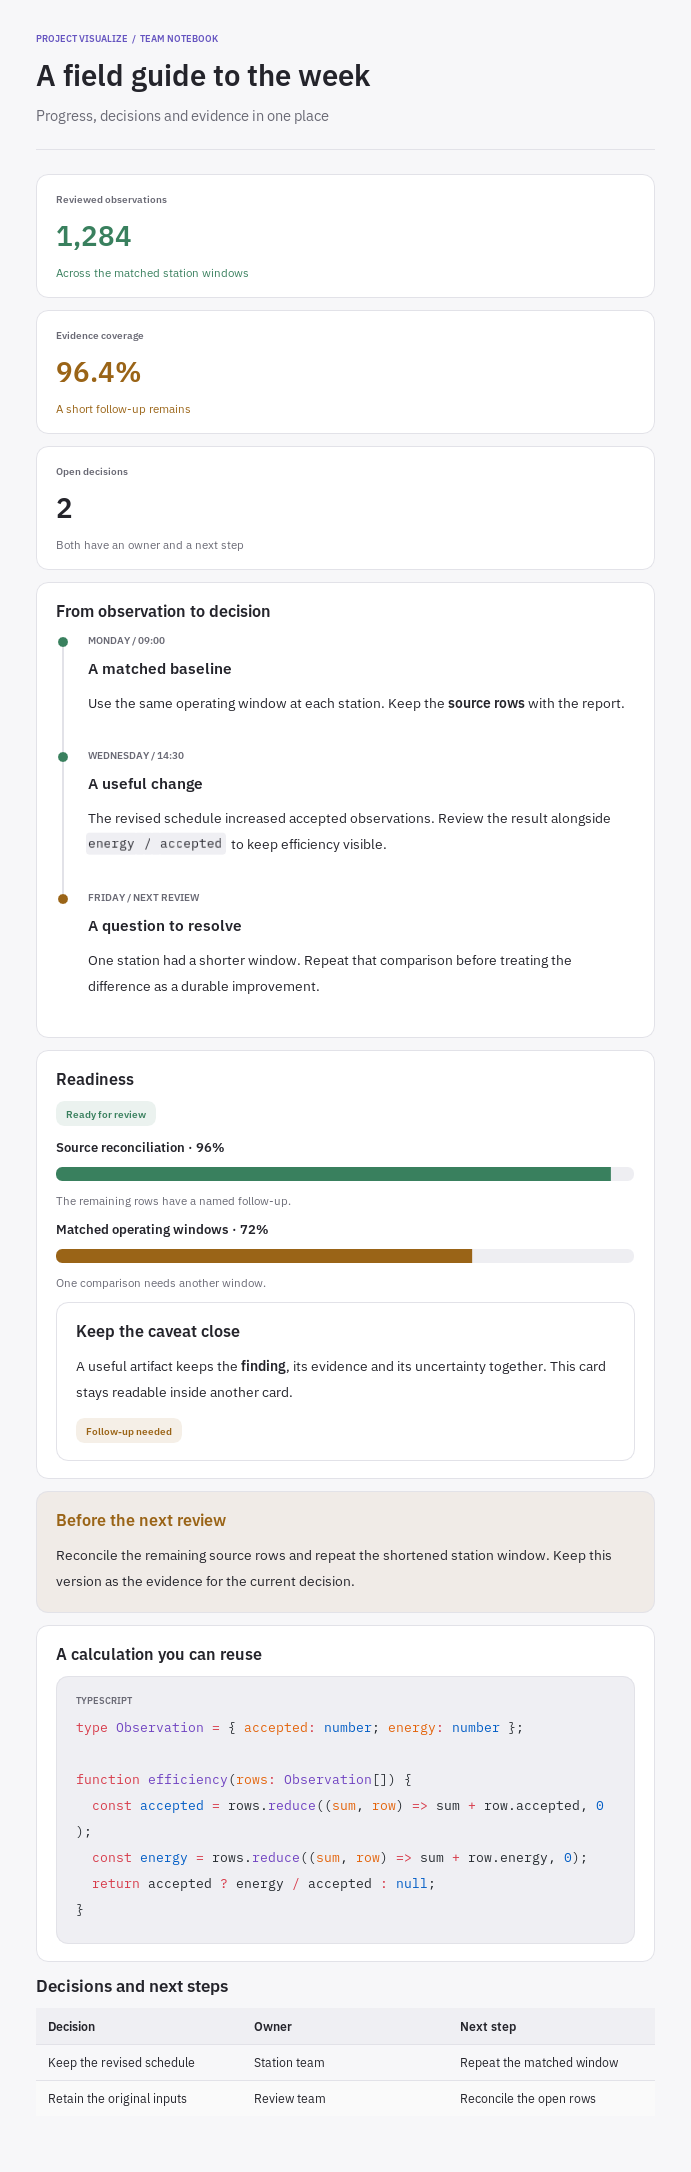 PROJECT VISUALIZE / TEAM NOTEBOOK
A field guide to the week
Progress, decisions and evidence in one place
Reviewed observations
1,284
Across the matched station windows
Evidence coverage
96.4%
A short follow-up remains
Open decisions
2
Both have an owner and a next step
From observation to decision
MONDAY / 09:00
A matched baseline
Use the same operating window at each station. Keep the source rows with the report.
WEDNESDAY / 14:30
A useful change
The revised schedule increased accepted observations. Review the result alongside
energy / accepted to keep efficiency visible.
FRIDAY / NEXT REVIEW
A question to resolve
One station had a shorter window. Repeat that comparison before treating the
difference as a durable improvement.
Readiness
Ready for review
Source reconciliation · 96%
The remaining rows have a named follow-up.
Matched operating windows · 72%
One comparison needs another window.
Keep the caveat close
A useful artifact keeps the finding, its evidence and its uncertainty together. This card
stays readable inside another card.
Follow-up needed
Before the next review
Reconcile the remaining source rows and repeat the shortened station window. Keep this
version as the evidence for the current decision.
A calculation you can reuse
TYPESCRIPT
type Observation = { accepted: number; energy: number };
function efficiency(rows: Observation[]) {
  const accepted = rows.reduce((sum, row) => sum + row.accepted, 0
);
  const energy = rows.reduce((sum, row) => sum + row.energy, 0);
  return accepted ? energy / accepted : null;
}
Decisions and next steps
Decision Owner Next step
Keep the revised schedule Station team Repeat the matched window
Retain the original inputs Review team Reconcile the open rows